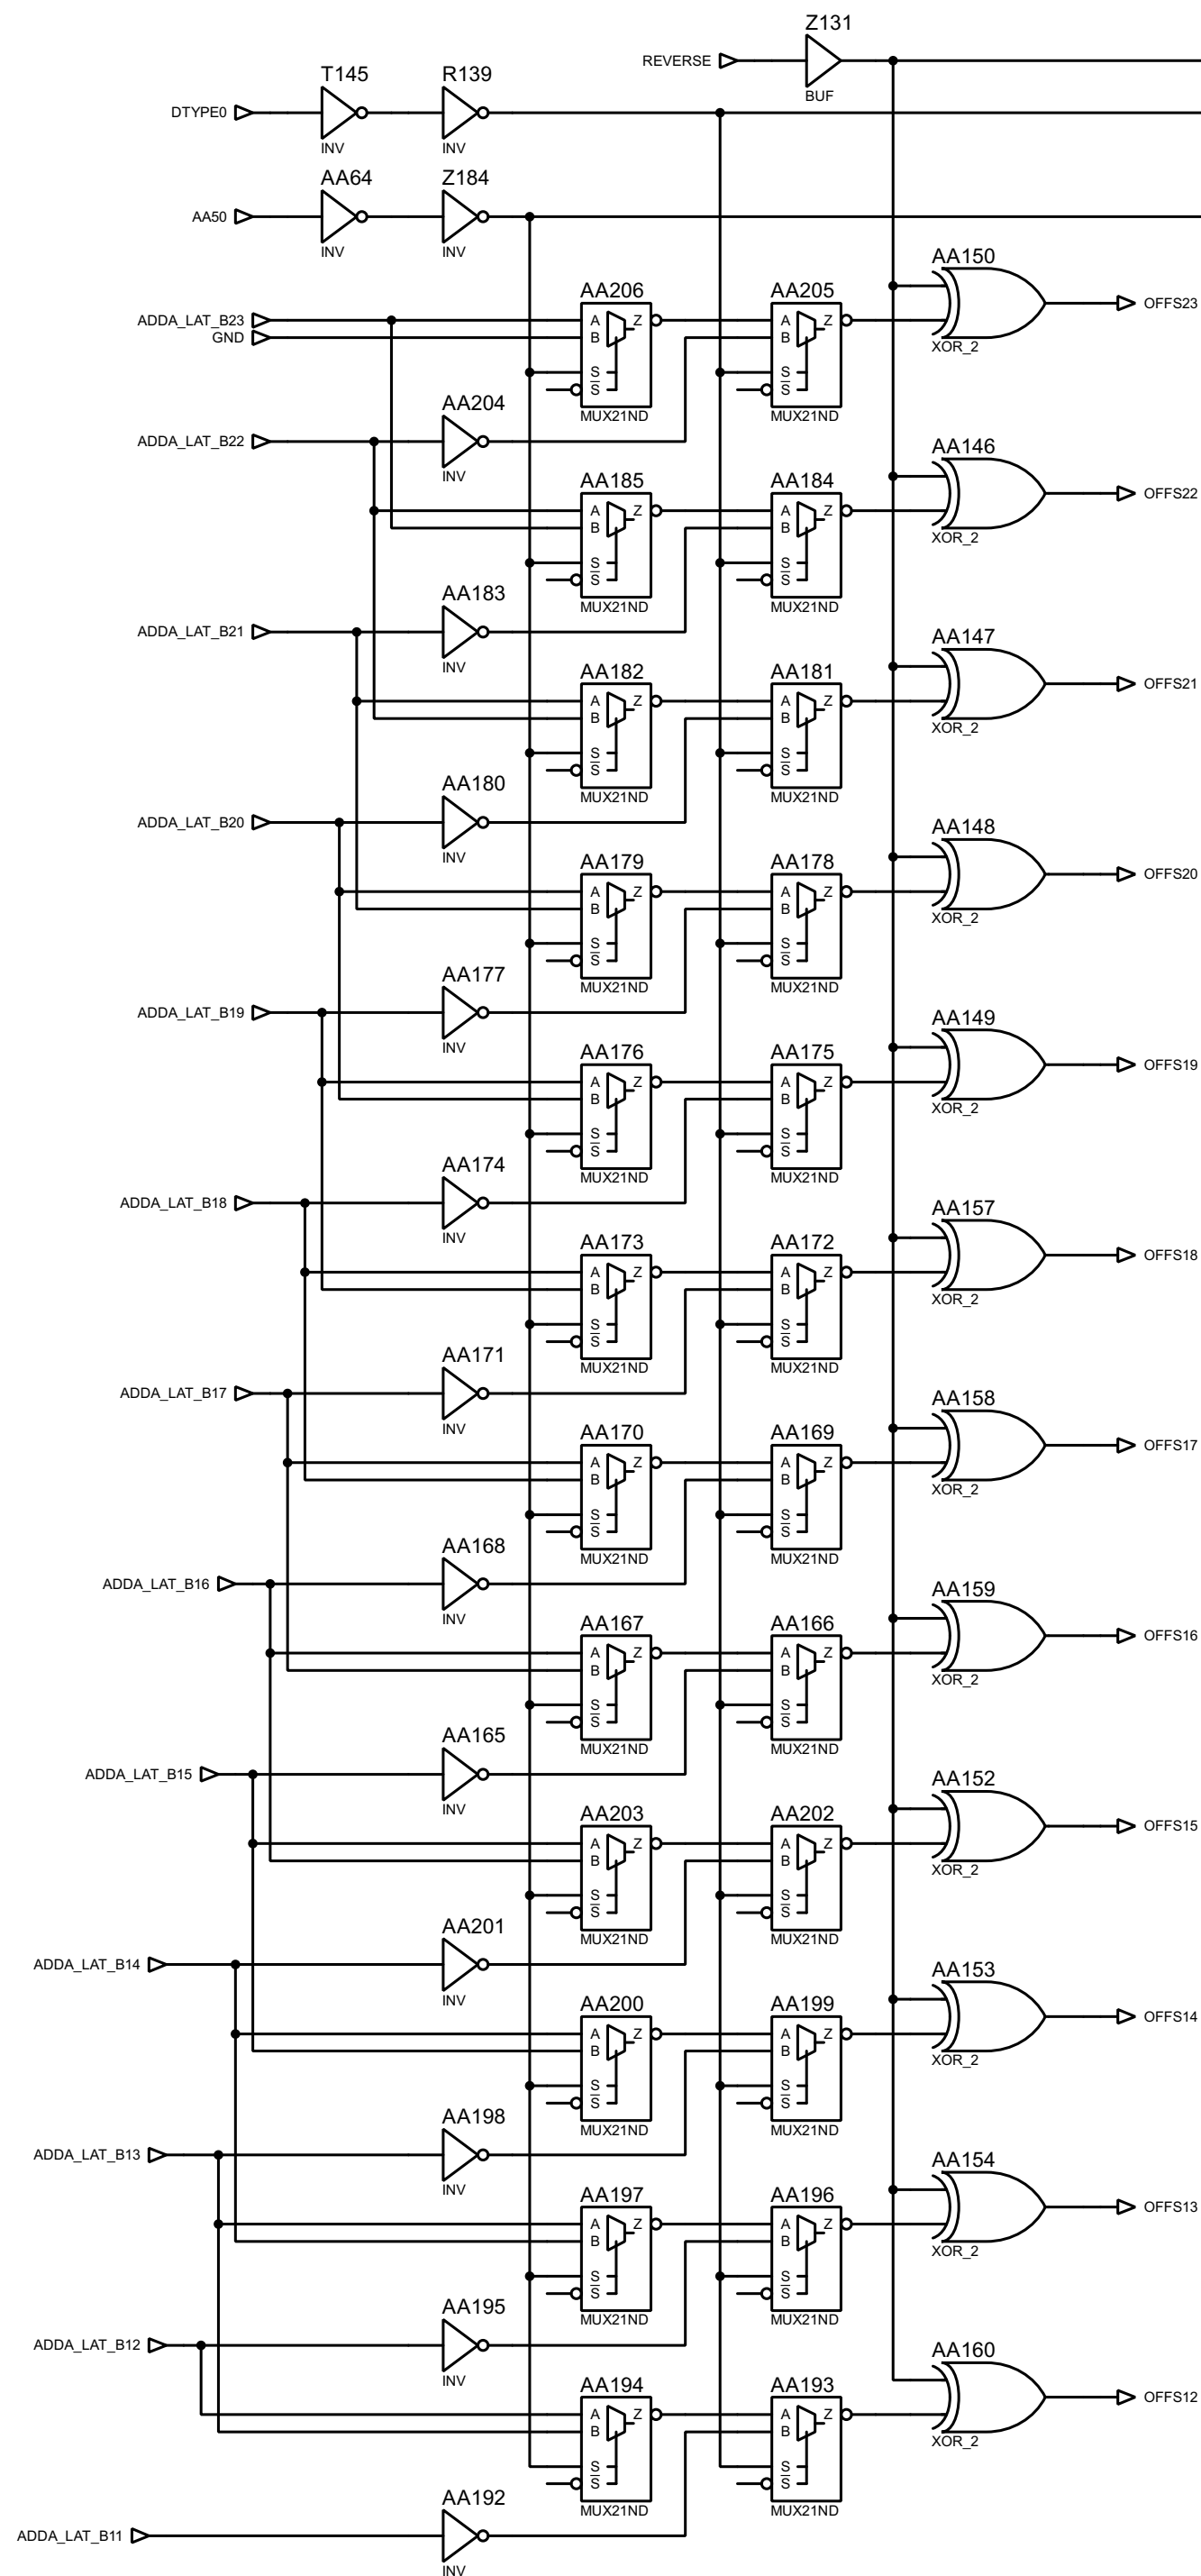 Z131
REVERSE
BUF
T145 R139
DTYPE0
INV INV
AA64 Z184
AA50
INV INV
AA150
OFFS23
XOR_2
AA206 AA205
ADDA_LAT_B23
GND
A B Z S S
A B Z S S
MUX21ND MUX21ND
AA204
ADDA_LAT_B22
INV
AA146
OFFS22
XOR_2
AA185 AA184
A B Z S S
A B Z S S
MUX21ND MUX21ND
AA183
ADDA_LAT_B21
INV
AA147
OFFS21
XOR_2
AA182 AA181
A B Z S S
A B Z S S
MUX21ND MUX21ND
AA180
ADDA_LAT_B20
INV
AA148
OFFS20
XOR_2
AA179 AA178
A B Z S S
A B Z S S
MUX21ND MUX21ND
AA177
ADDA_LAT_B19
INV
AA149
OFFS19
XOR_2
AA176 AA175
A B Z S S
A B Z S S
MUX21ND MUX21ND
AA174
ADDA_LAT_B18
INV
AA157
OFFS18
XOR_2
AA173 AA172
A B Z S S
A B Z S S
MUX21ND MUX21ND
AA171
ADDA_LAT_B17
INV
AA158
OFFS17
XOR_2
AA170 AA169
A B Z S S
A B Z S S
MUX21ND MUX21ND
AA168
ADDA_LAT_B16
INV
AA159
OFFS16
XOR_2
AA167 AA166
A B Z S S
A B Z S S
MUX21ND MUX21ND
AA165
ADDA_LAT_B15
INV
AA152
OFFS15
XOR_2
AA203 AA202
A B Z S S
A B Z S S
MUX21ND MUX21ND
AA201
ADDA_LAT_B14
INV
AA153
OFFS14
XOR_2
AA200 AA199
A B Z S S
A B Z S S
MUX21ND MUX21ND
AA198
ADDA_LAT_B13
INV
AA154
OFFS13
XOR_2
AA197 AA196
A B Z S S
A B Z S S
MUX21ND MUX21ND
AA195
ADDA_LAT_B12
INV
AA160
OFFS12
XOR_2
AA194 AA193
A B Z S S
A B Z S S
MUX21ND MUX21ND
AA192
ADDA_LAT_B11
INV